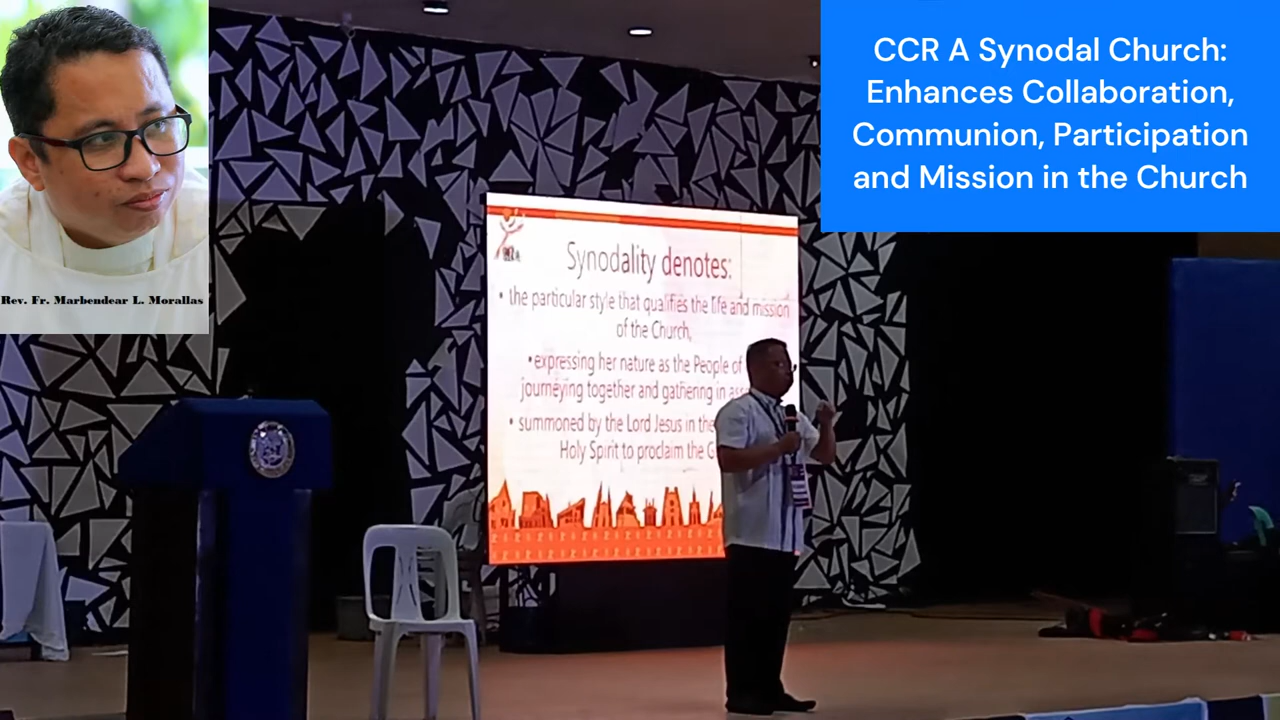 Rev. Fr. Marbendear L. Morallas
CCR A Synodal Church:
Enhances Collaboration,
Communion, Participation
and Mission in the Church
Synodality denotes:
• the particular style that qualifies the life and mission
of the Church,
•expressing her nature as the People of
journeying together and gathering in
• summoned by the Lord Jesus in the
Holy Spirit to proclaim the